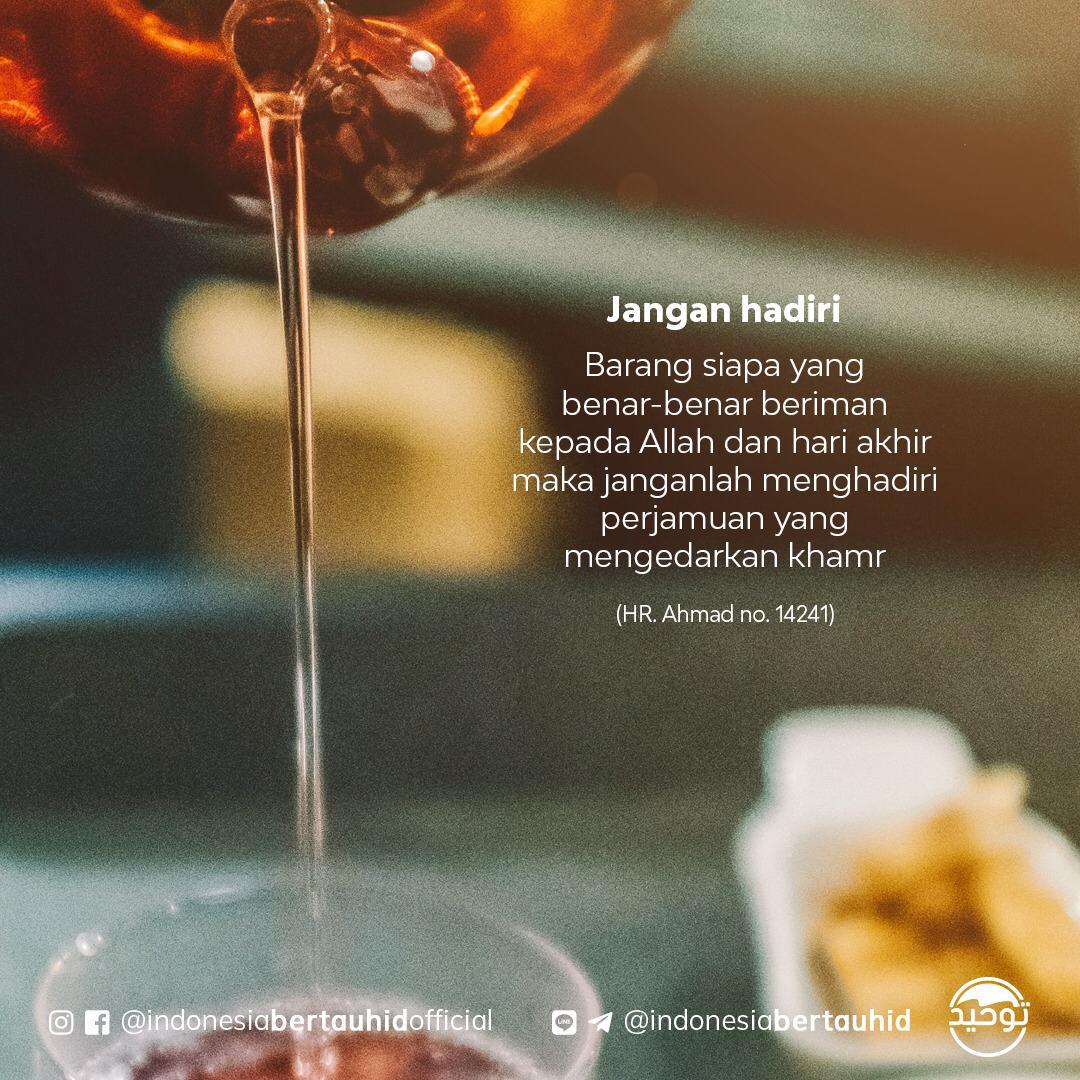 Jangan hadiri
Barang siapa yang
benar-benar beriman
kepada Allah dan hari akhir
maka janganlah menghadiri
perjamuan yang
mengedarkan khamr
(HR. Ahmad no. 14241)
@indonesiabertauhidofficial
LINE @indonesiabertauhid
توحيد